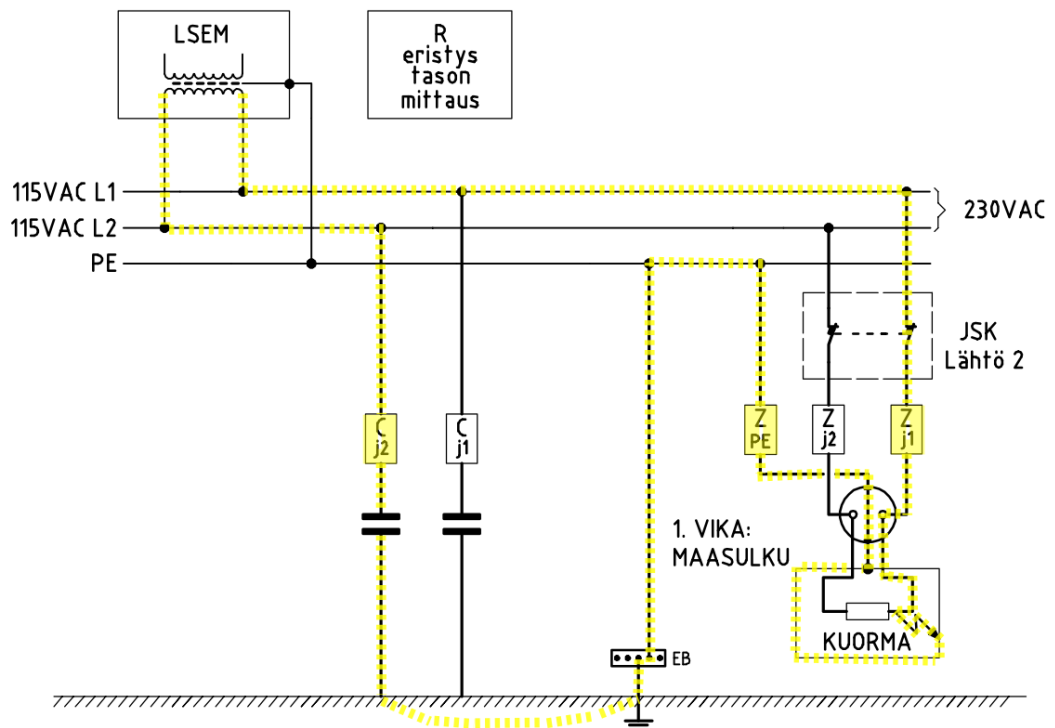 LSEM
R
eristys
tason
mittaus
115VAC L1
115VAC L2
PE
230VAC
JSK
Lähtö 2
C
j2
C
j1
Z
PE
Z
j2
Z
j1
1. VIKA:
MAASULKU
KUORMA
EB